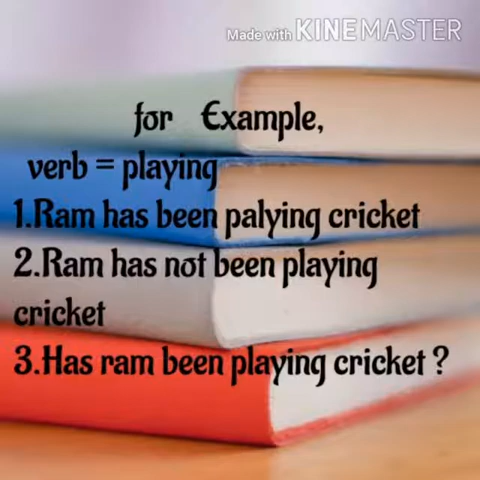 Made with KINEMASTER
for Example,
verb = playing
1.Ram has been palying cricket
2.Ram has not been playing
cricket
3.Has ram been playing cricket ?